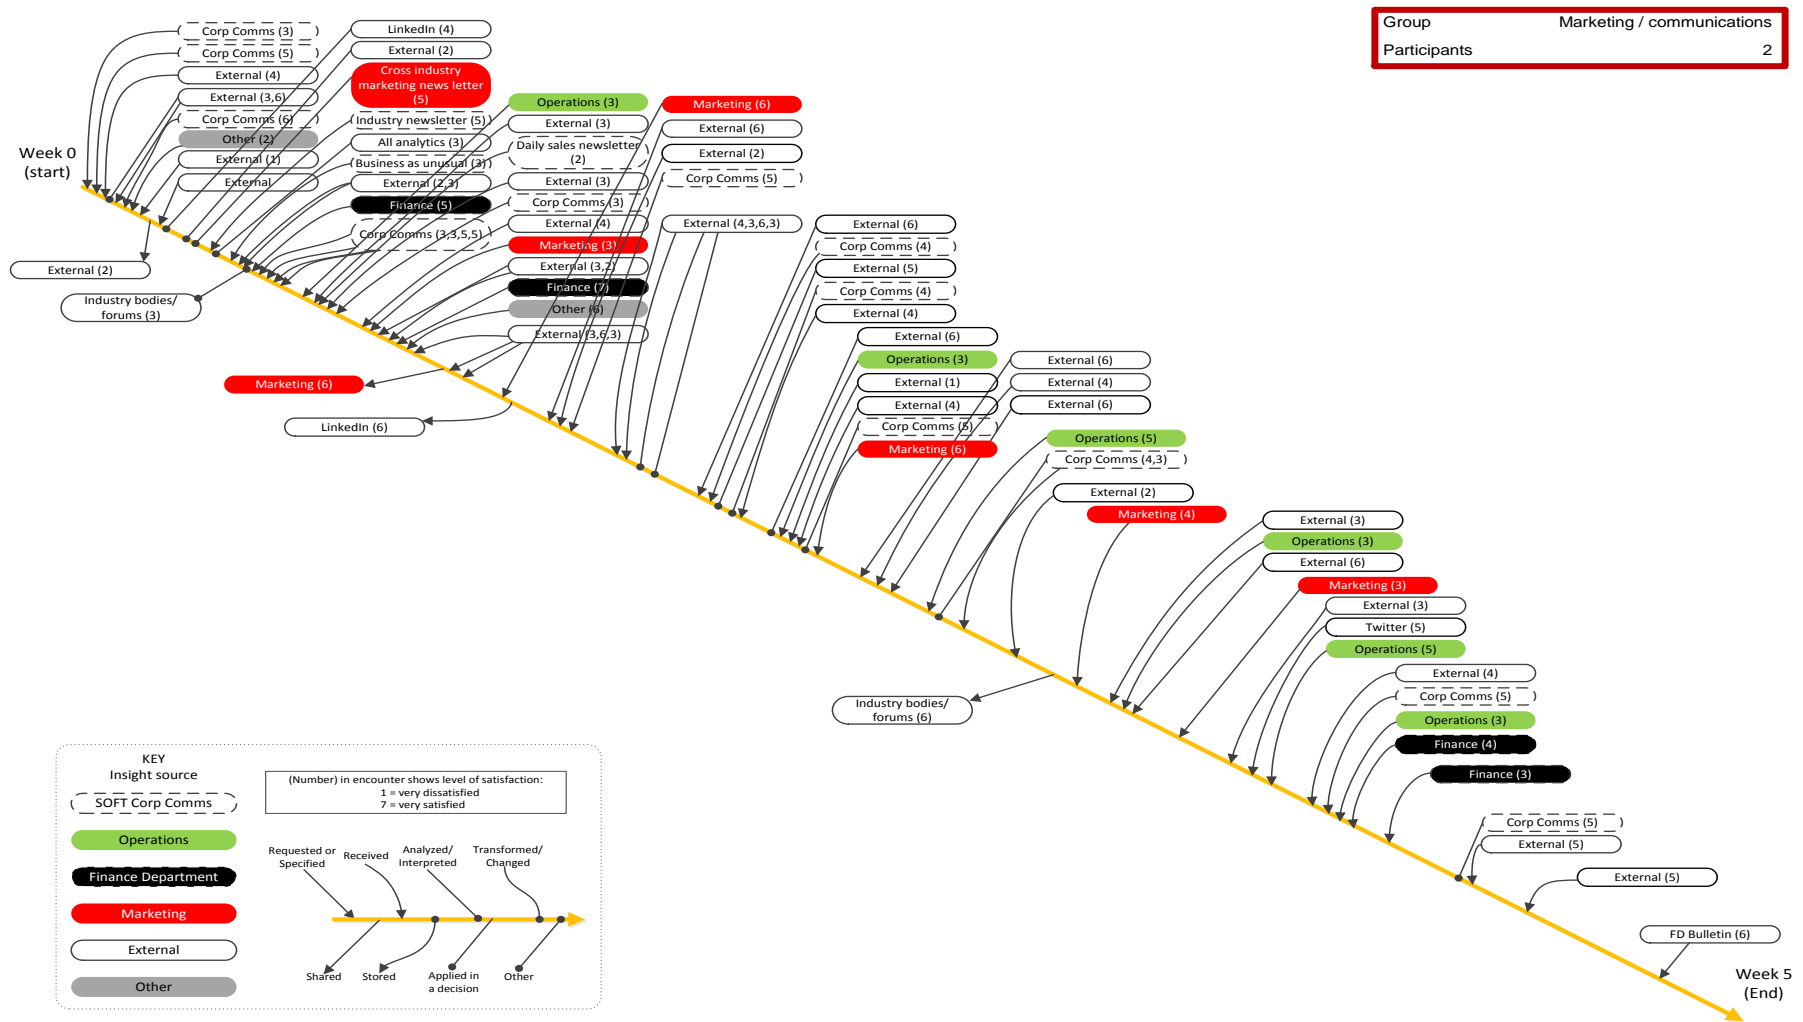 Group Marketing / communications
Participants 2
Week 0
(start)
Corp Comms (3)
Corp Comms (5)
External (4)
External (3,6)
Corp Comms (6)
Other (2)
External (1)
External
External (2)
Industry bodies/
forums (3)
LinkedIn (4)
External (2)
Cross industry
marketing news letter
(5)
Industry newsletter (5)
All analytics (3)
Business as unusual (3)
External (2,3)
Finance (5)
Corp Comms (3,3,5,5)
Operations (3)
External (3)
Daily sales newsletter
(2)
External (3)
Corp Comms (3)
External (4)
Marketing (3)
External (3,2)
Finance (7)
Other (6)
External (3,6,3)
Marketing (6)
LinkedIn (6)
Marketing (6)
External (6)
External (2)
Corp Comms (5)
External (4,3,6,3)
External (6)
Corp Comms (4)
External (5)
Corp Comms (4)
External (4)
External (6)
Operations (3)
External (1)
External (4)
Corp Comms (5)
Marketing (6)
External (6)
External (4)
External (6)
Operations (5)
Corp Comms (4,3)
External (2)
Marketing (4)
Industry bodies/
forums (6)
External (3)
Operations (3)
External (6)
Marketing (3)
External (3)
Twitter (5)
Operations (5)
External (4)
Corp Comms (5)
Operations (3)
Finance (4)
Finance (3)
Corp Comms (5)
External (5)
External (5)
FD Bulletin (6)
Week 5
(End)
KEY
Insight source
SOFT Corp Comms
Operations
Finance Department
Marketing
External
Other
(Number) in encounter shows level of satisfaction:
1 = very dissatisfied
7 = very satisfied
Requested or
Specified
Received
Analyzed/
Interpreted
Transformed/
Changed
Shared
Stored
Applied in
a decision
Other